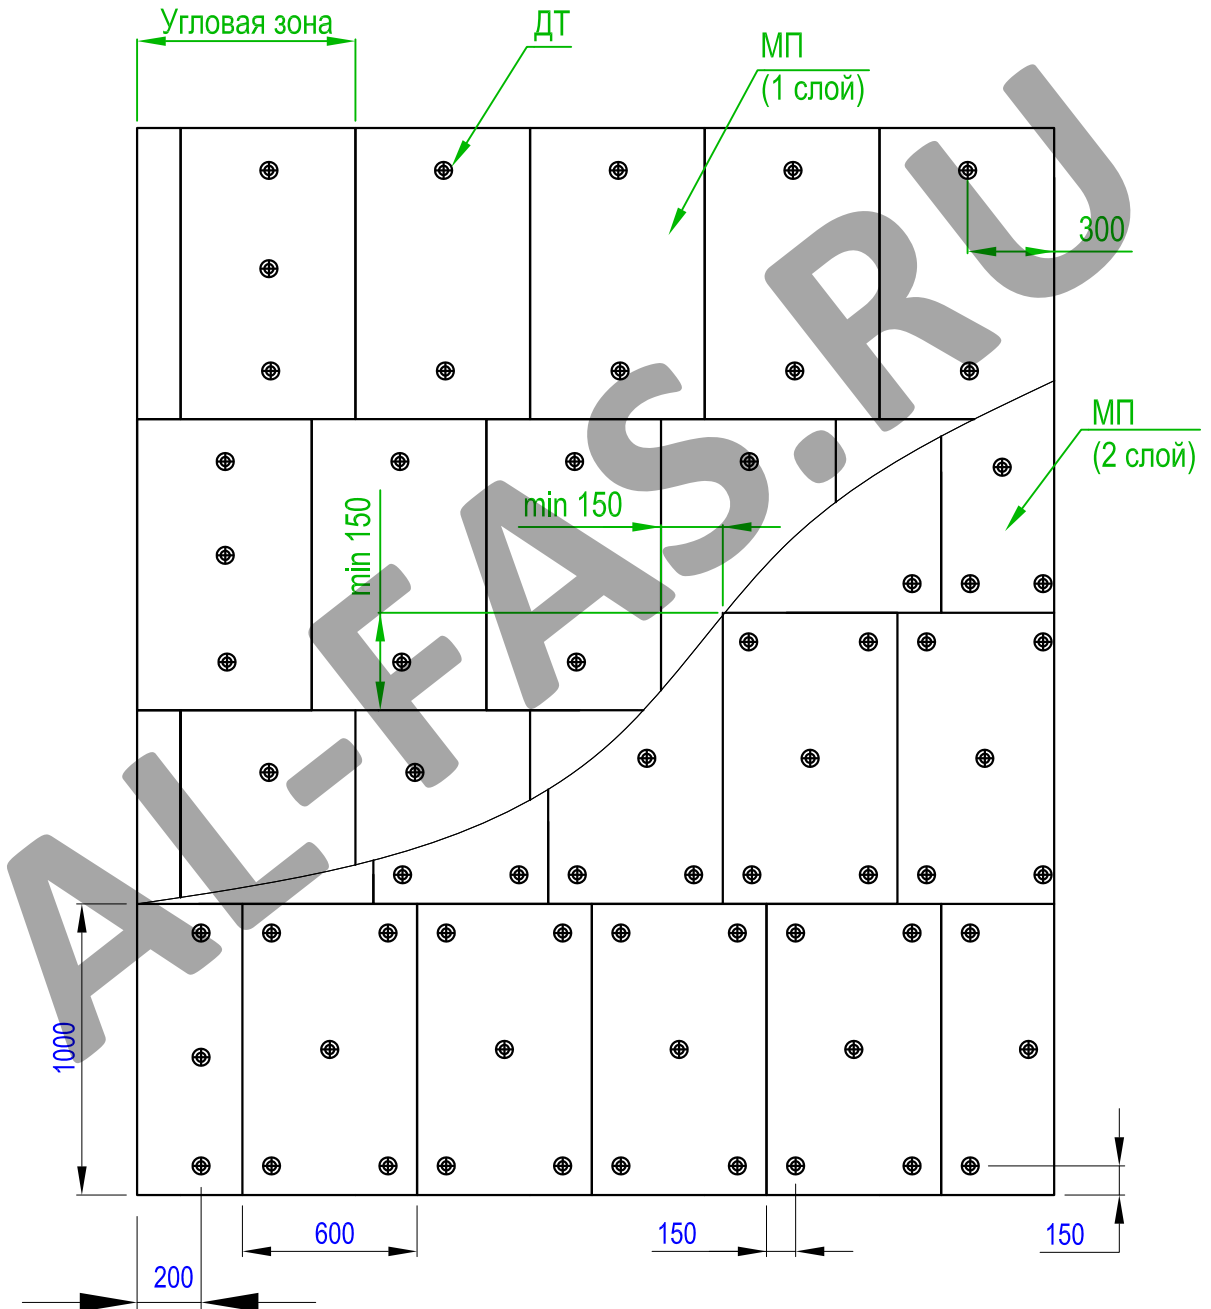 Угловая зона
ДТ
МП
(1 слой)
300
МП
(2 слой)
min 150
min 150
AL-FAS.RU
1000
600
150
150
200